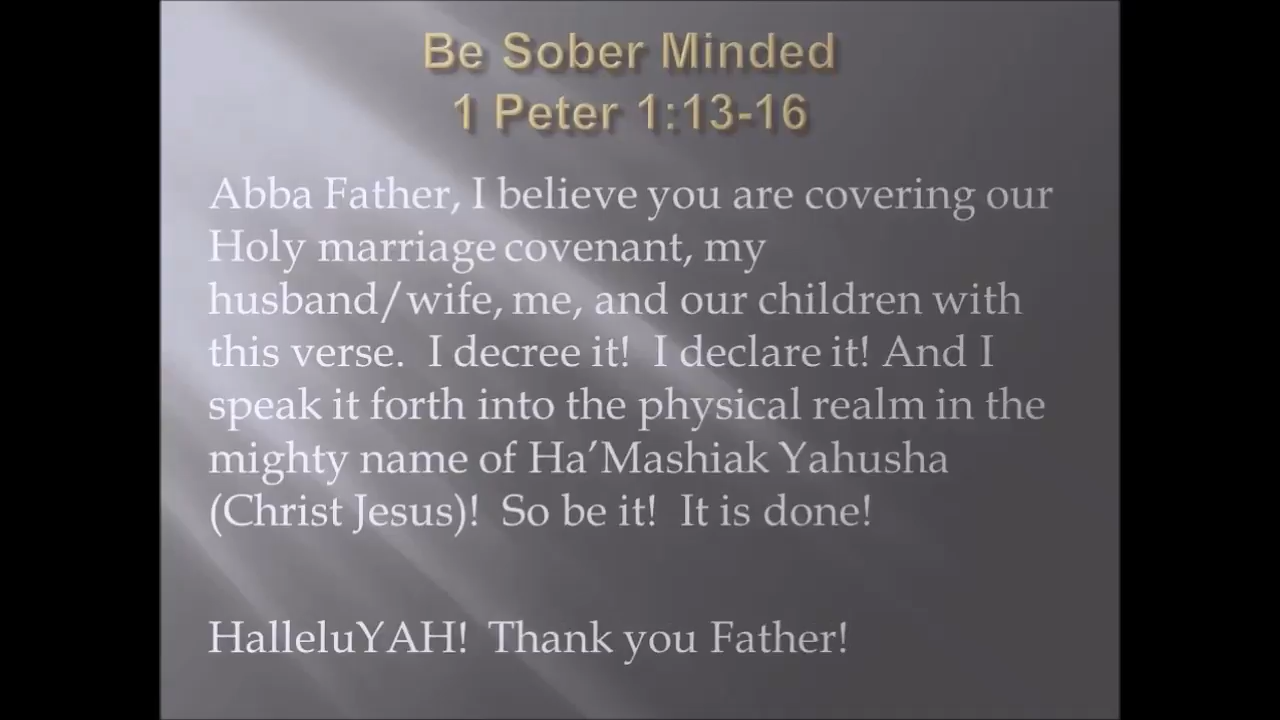 Be Sober Minded
1 Peter 1:13-16
Abba Father, I believe you are covering our
Holy marriage covenant, my
husband/wife, me, and our children with
this verse.  I decree it!  I declare it! And I
speak it forth into the physical realm in the
mighty name of Ha’Mashiak Yahusha
(Christ Jesus)!  So be it!  It is done!
HalleluYAH!  Thank you Father!